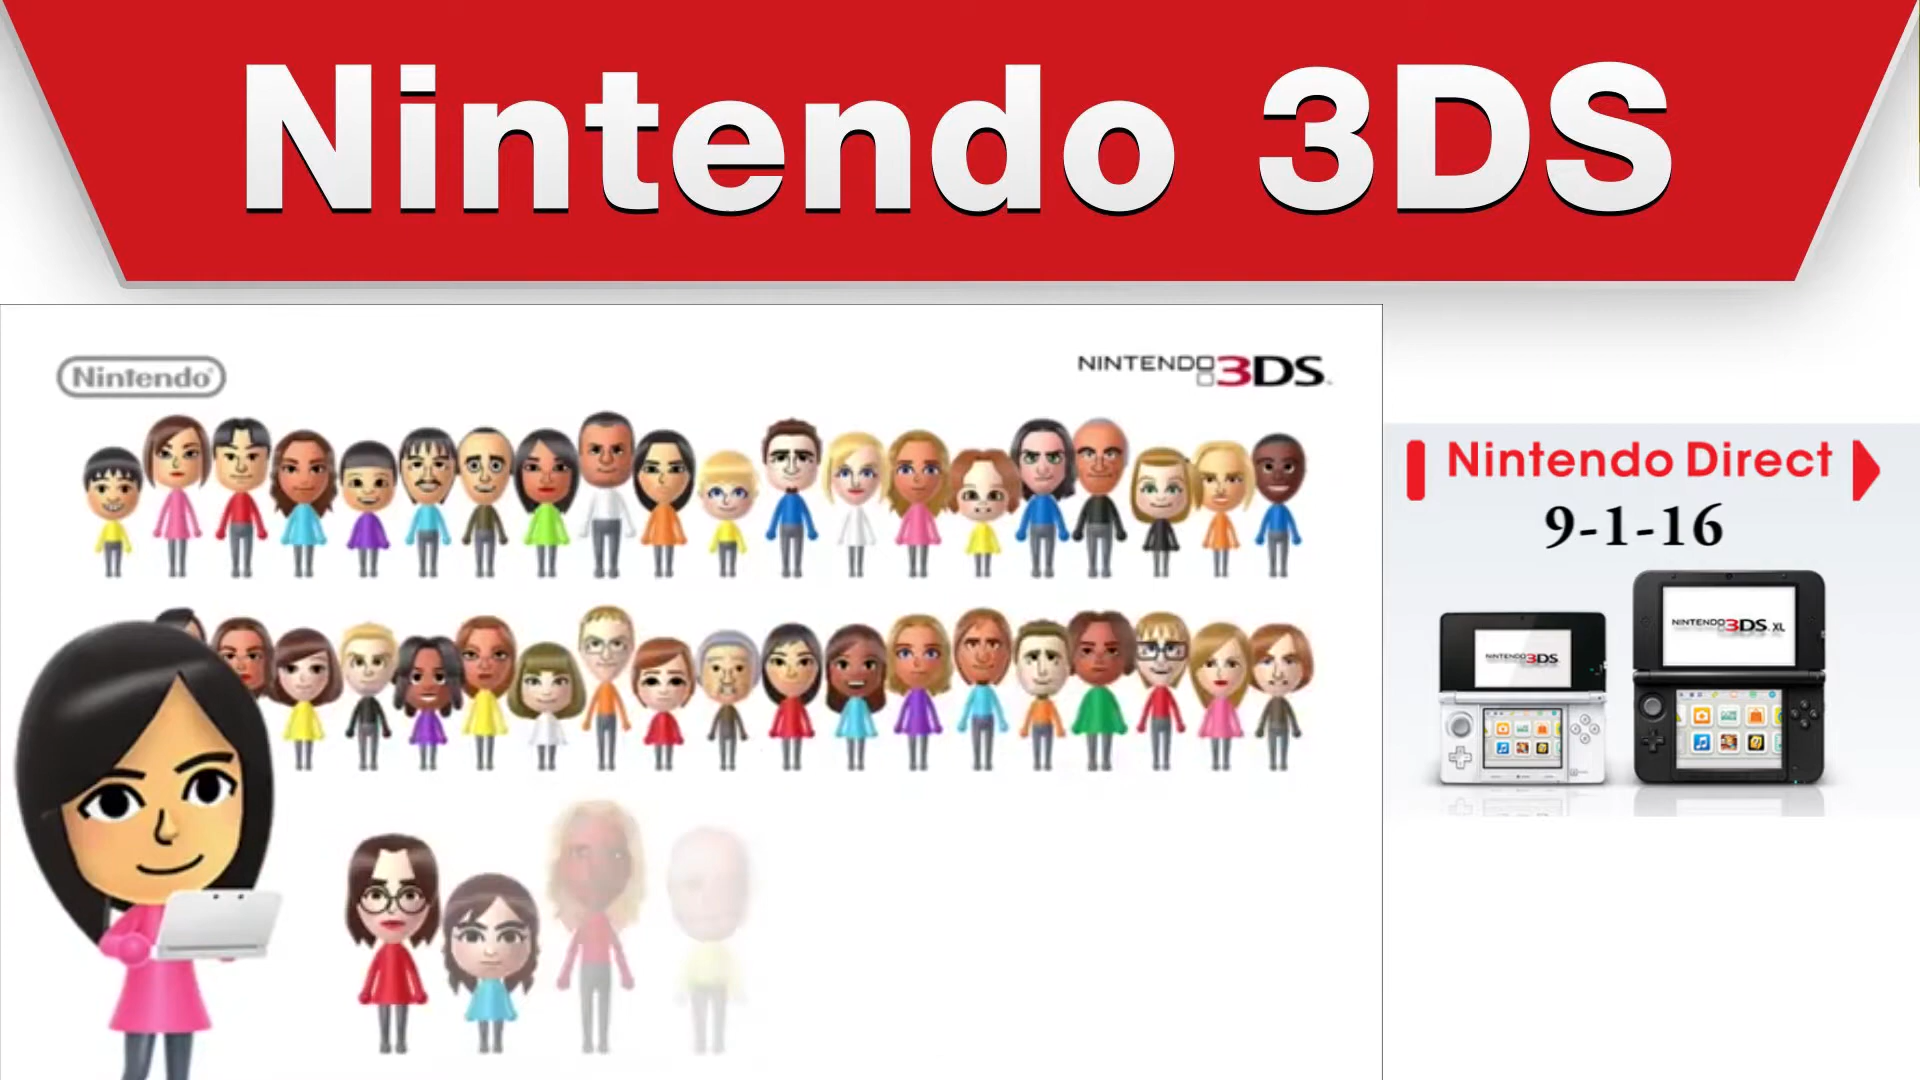 Nintendo 3DS
Nintendo
NINTENDO 3DS
Nintendo Direct
9-1-16
NINTENDO 3DS
NINTENDO 3DS XL